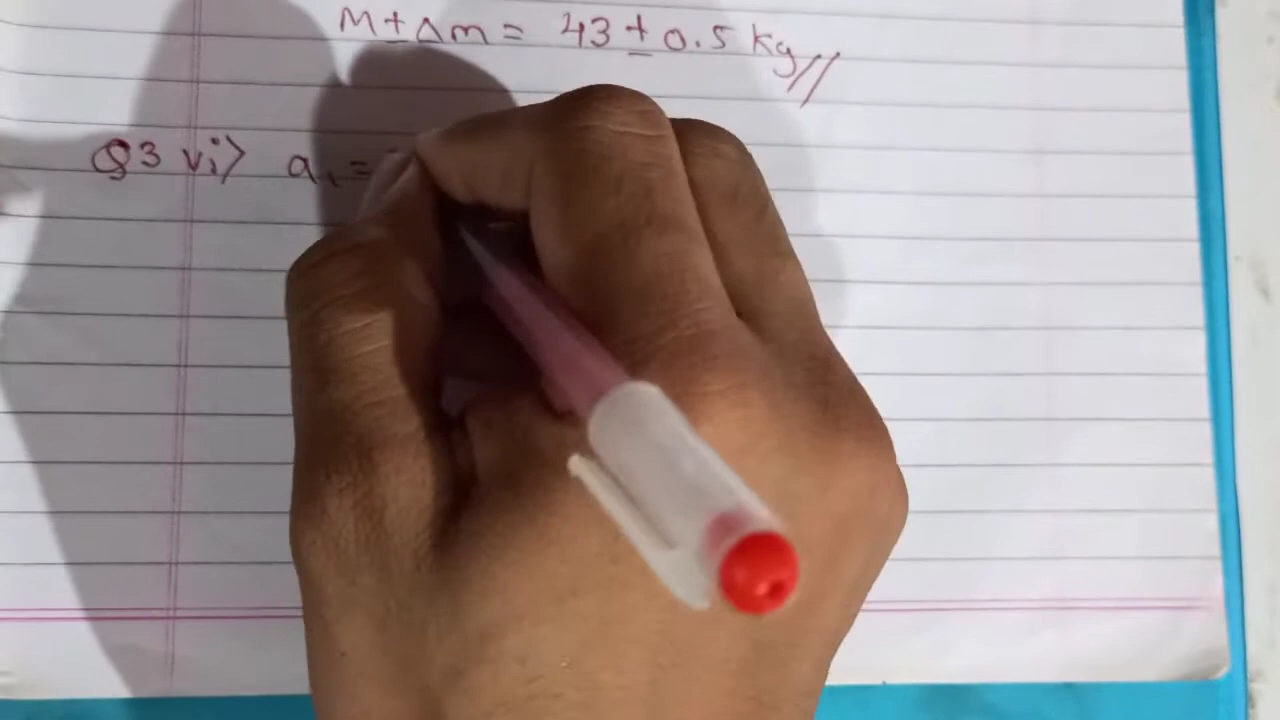 M ± Δm = 43 ± 0.5 kg//
Q3 vi> a₁ =